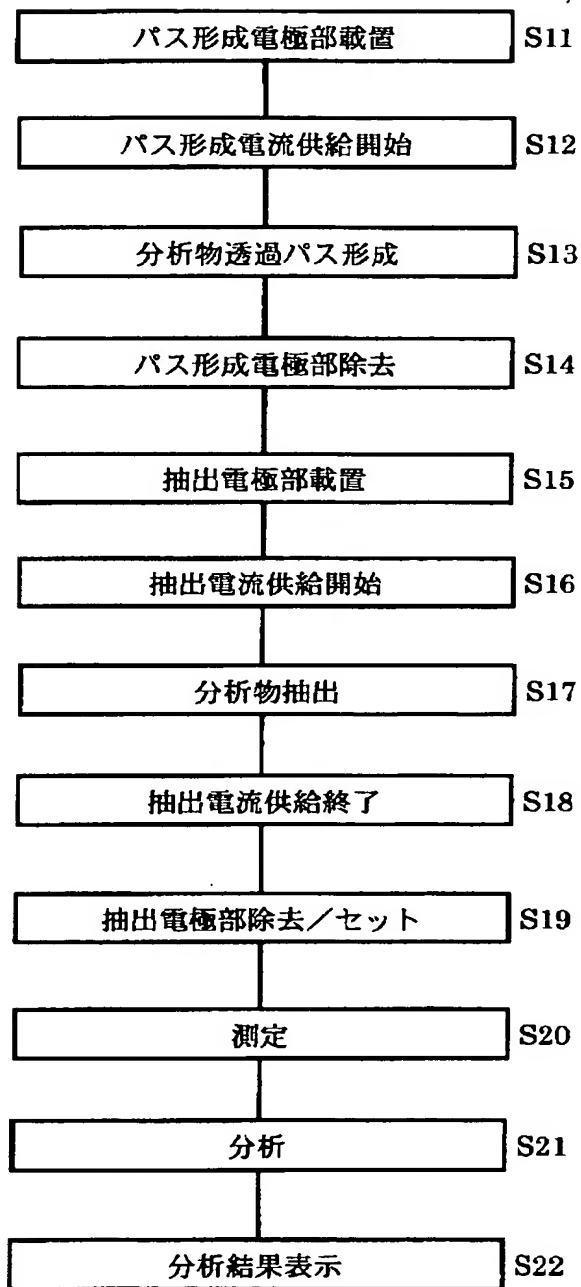 パス形成電極部載置 S11
パス形成電流供給開始 S12
分析物透過パス形成 S13
パス形成電極部除去 S14
抽出電極部載置 S15
抽出電流供給開始 S16
分析物抽出 S17
抽出電流供給終了 S18
抽出電極部除去／セット S19
測定 S20
分析 S21
分析結果表示 S22